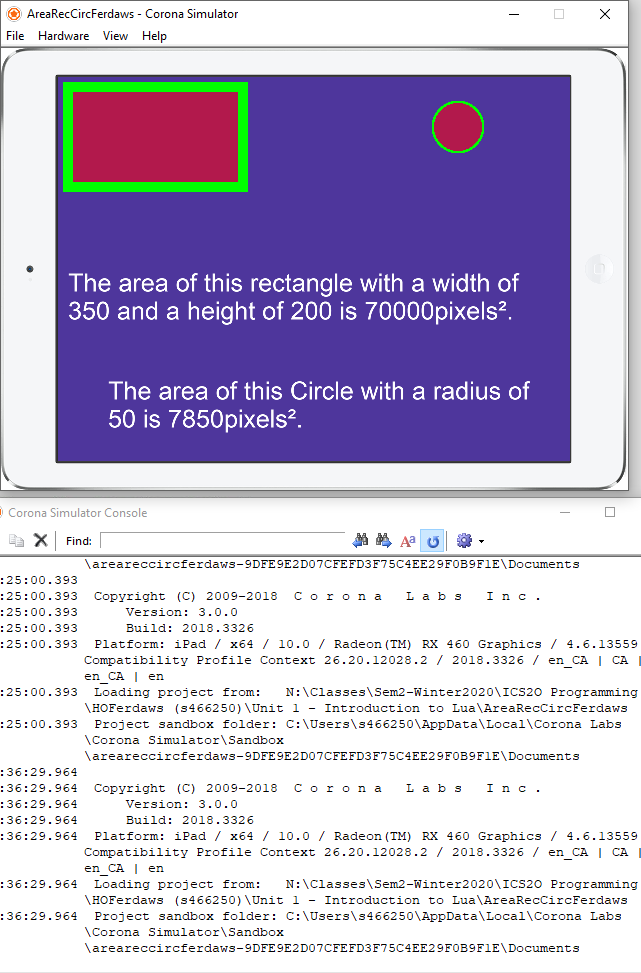 AreaRecCircFerdaws - Corona Simulator
File Hardware View Help
The area of this rectangle with a width of
350 and a height of 200 is 70000pixels².
The area of this Circle with a radius of
50 is 7850pixels².
Corona Simulator Console
Find:
\areareccircferdaws-9DFE9E2D07CFEFD3F75C4EE29F0B9F1E\Documents
:25:00.393
:25:00.393 Copyright (C) 2009-2018 C o r o n a L a b s I n c .
:25:00.393 Version: 3.0.0
:25:00.393 Build: 2018.3326
:25:00.393 Platform: iPad / x64 / 10.0 / Radeon(TM) RX 460 Graphics / 4.6.13559
Compatibility Profile Context 26.20.12028.2 / 2018.3326 / en_CA | CA |
en_CA | en
:25:00.393 Loading project from: N:\Classes\Sem2-Winter2020\ICS2O Programming
\HOFerdaws (s466250)\Unit 1 - Introduction to Lua\AreaRecCircFerdaws
:25:00.393 Project sandbox folder: C:\Users\s466250\AppData\Local\Corona Labs
\Corona Simulator\Sandbox
\areareccircferdaws-9DFE9E2D07CFEFD3F75C4EE29F0B9F1E\Documents
:36:29.964
:36:29.964 Copyright (C) 2009-2018 C o r o n a L a b s I n c .
:36:29.964 Version: 3.0.0
:36:29.964 Build: 2018.3326
:36:29.964 Platform: iPad / x64 / 10.0 / Radeon(TM) RX 460 Graphics / 4.6.13559
Compatibility Profile Context 26.20.12028.2 / 2018.3326 / en_CA | CA |
en_CA | en
:36:29.964 Loading project from: N:\Classes\Sem2-Winter2020\ICS2O Programming
\HOFerdaws (s466250)\Unit 1 - Introduction to Lua\AreaRecCircFerdaws
:36:29.964 Project sandbox folder: C:\Users\s466250\AppData\Local\Corona Labs
\Corona Simulator\Sandbox
\areareccircferdaws-9DFE9E2D07CFEFD3F75C4EE29F0B9F1E\Documents